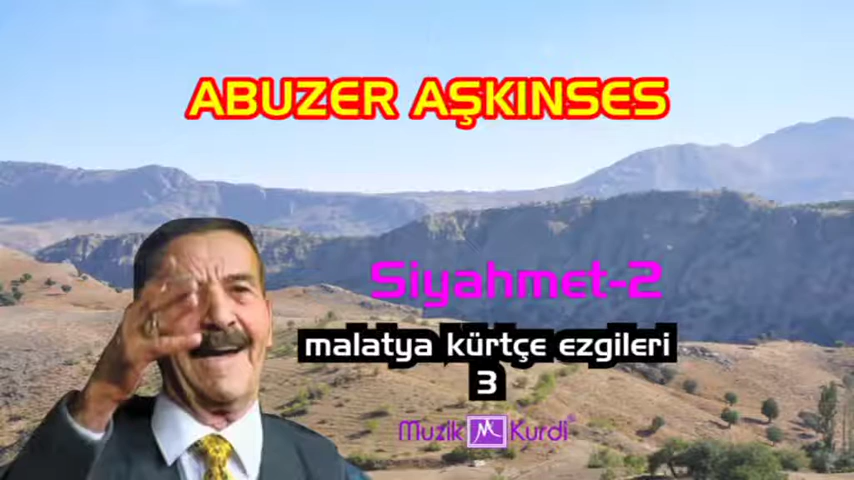 ABUZER AŞKINSES
Siyahmet-2
malatya kürtçe ezgileri
3
Muzik Kurdi